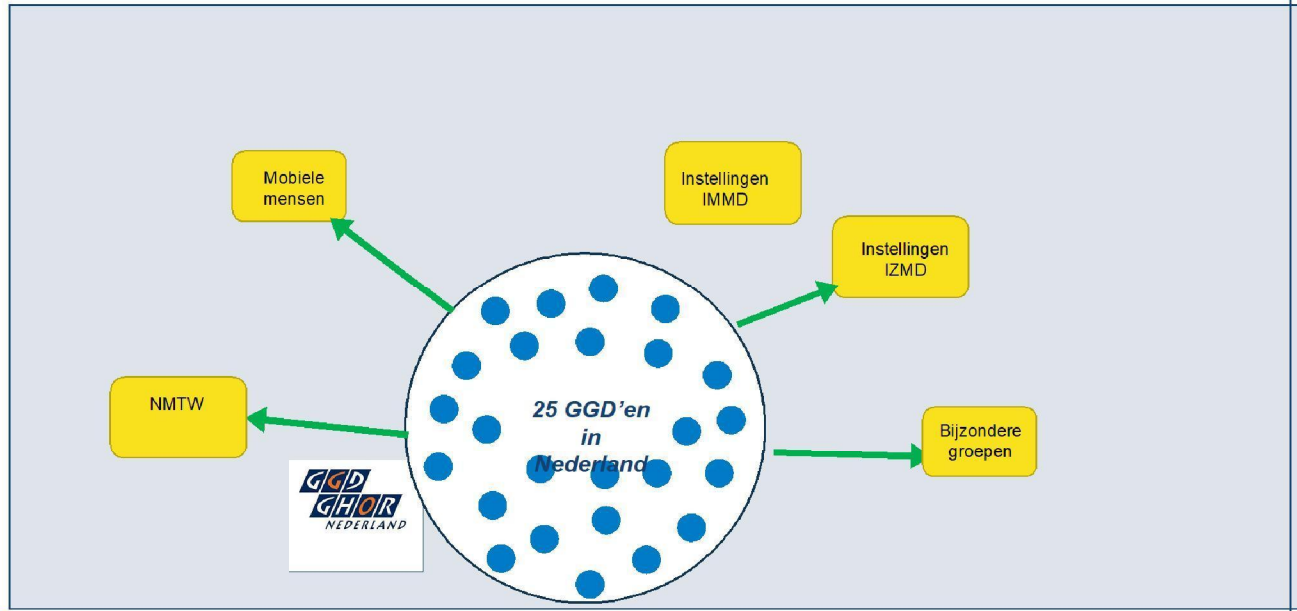 Mobiele
mensen
Instellingen
IMMD
Instellingen
IZMD
NMTW
25 GGD'en
in
Nederland
Bijzondere
groepen
GGD
GHOR
NEDERLAND